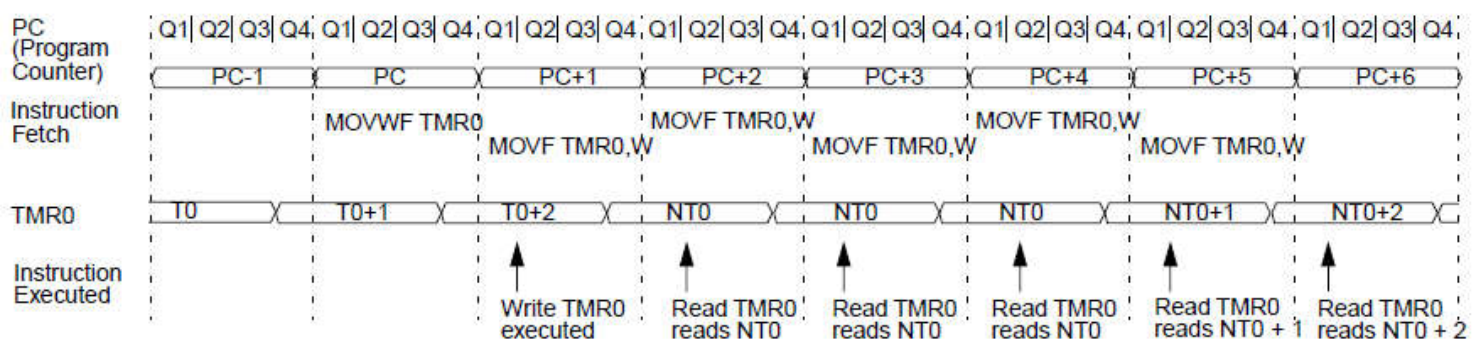 PC (Program Counter)
Q1| Q2| Q3| Q4 Q1| Q2| Q3| Q4 Q1| Q2| Q3| Q4 Q1| Q2| Q3| Q4 Q1| Q2| Q3| Q4 Q1| Q2| Q3| Q4 Q1| Q2| Q3| Q4 Q1| Q2| Q3| Q4
PC-1 PC PC+1 PC+2 PC+3 PC+4 PC+5 PC+6
Instruction Fetch
MOVWF TMR0 MOVF TMR0,W MOVF TMR0,W
MOVF TMR0,W MOVF TMR0,W MOVF TMR0,W
TMR0 T0 T0+1 T0+2 NT0 NT0 NT0 NT0+1 NT0+2
Instruction Executed
Write TMR0 executed
Read TMR0 reads NT0
Read TMR0 reads NT0
Read TMR0 reads NT0
Read TMR0 reads NT0 + 1
Read TMR0 reads NT0 + 2